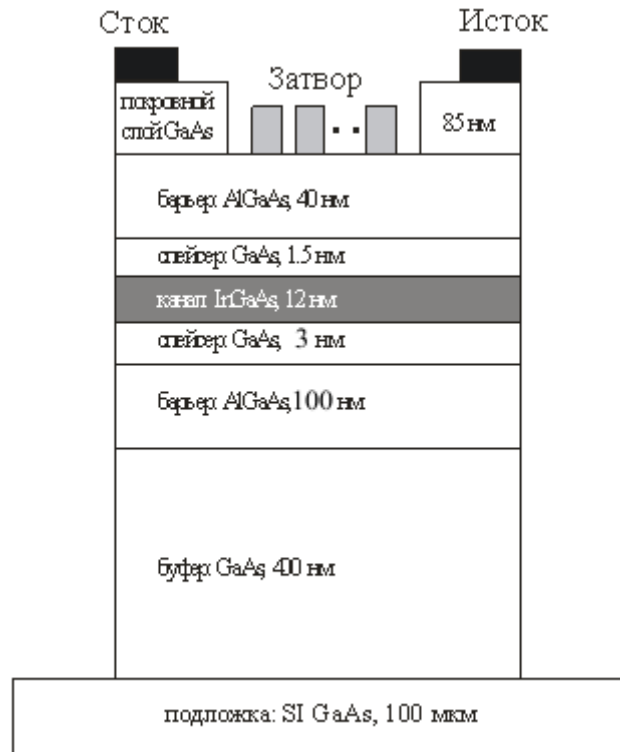 Сток
Исток
Затвор
покровный
слой GaAs
85 нм
барьер: AlGaAs, 40 нм
спейсер: GaAs, 1.5 нм
канал: InGaAs, 12 нм
спейсер: GaAs, 3 нм
барьер: AlGaAs, 100 нм
буфер: GaAs, 400 нм
подложка: SI GaAs, 100 мкм